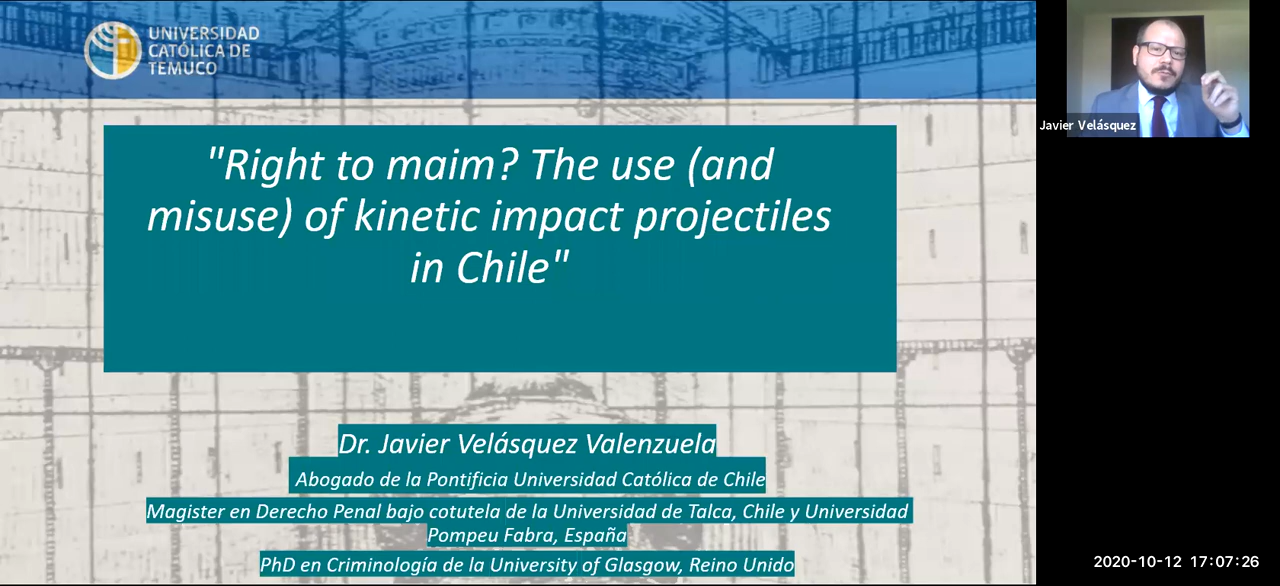 UNIVERSIDAD
CATÓLICA DE
TEMUCO
"Right to maim? The use (and
misuse) of kinetic impact projectiles
in Chile"
Dr. Javier Velásquez Valenzuela
Abogado de la Pontificia Universidad Católica de Chile
Magister en Derecho Penal bajo cotutela de la Universidad de Talca, Chile y Universidad
Pompeu Fabra, España
PhD en Criminología de la University of Glasgow, Reino Unido
Javier Velásquez
2020-10-12 17:07:26